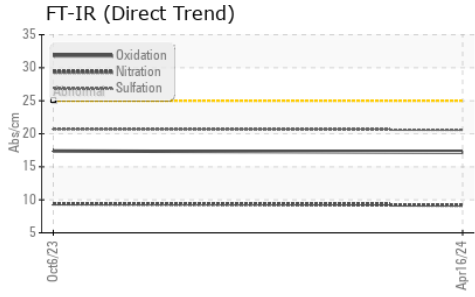 FT-IR (Direct Trend)
35
30
25
20
15
10
5
Abs/cm
Oxidation
Nitration
Sulfation
Abnormal
Oct6/23
Apr16/24